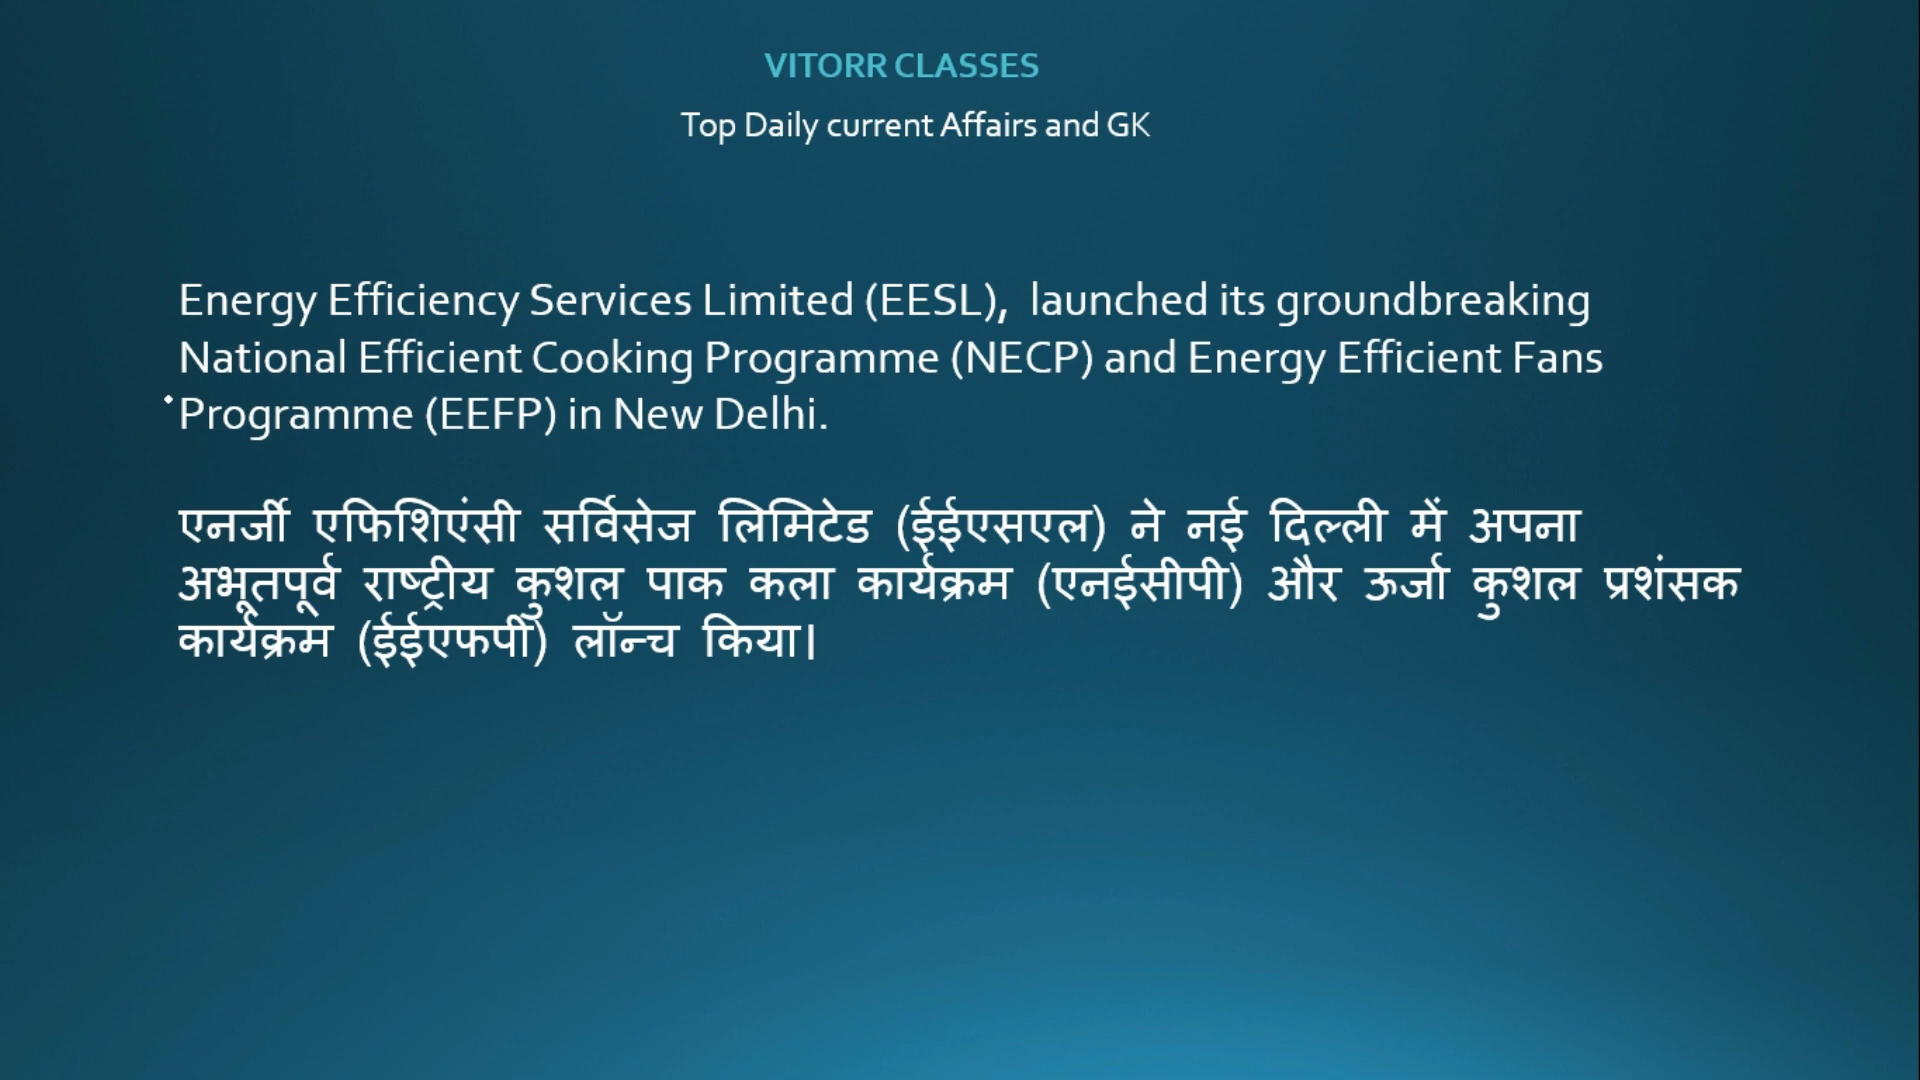 VITORR CLASSES
Top Daily current Affairs and GK
Energy Efficiency Services Limited (EESL), launched its groundbreaking
National Efficient Cooking Programme (NECP) and Energy Efficient Fans
Programme (EEFP) in New Delhi.
एनर्जी एफिशिएंसी सर्विसेज लिमिटेड (ईईएसएल) ने नई दिल्ली में अपना
अभूतपूर्व राष्ट्रीय कुशल पाक कला कार्यक्रम (एनईसीपी) और ऊर्जा कुशल प्रशंसक
कार्यक्रम (ईईएफपी) लॉन्च किया।